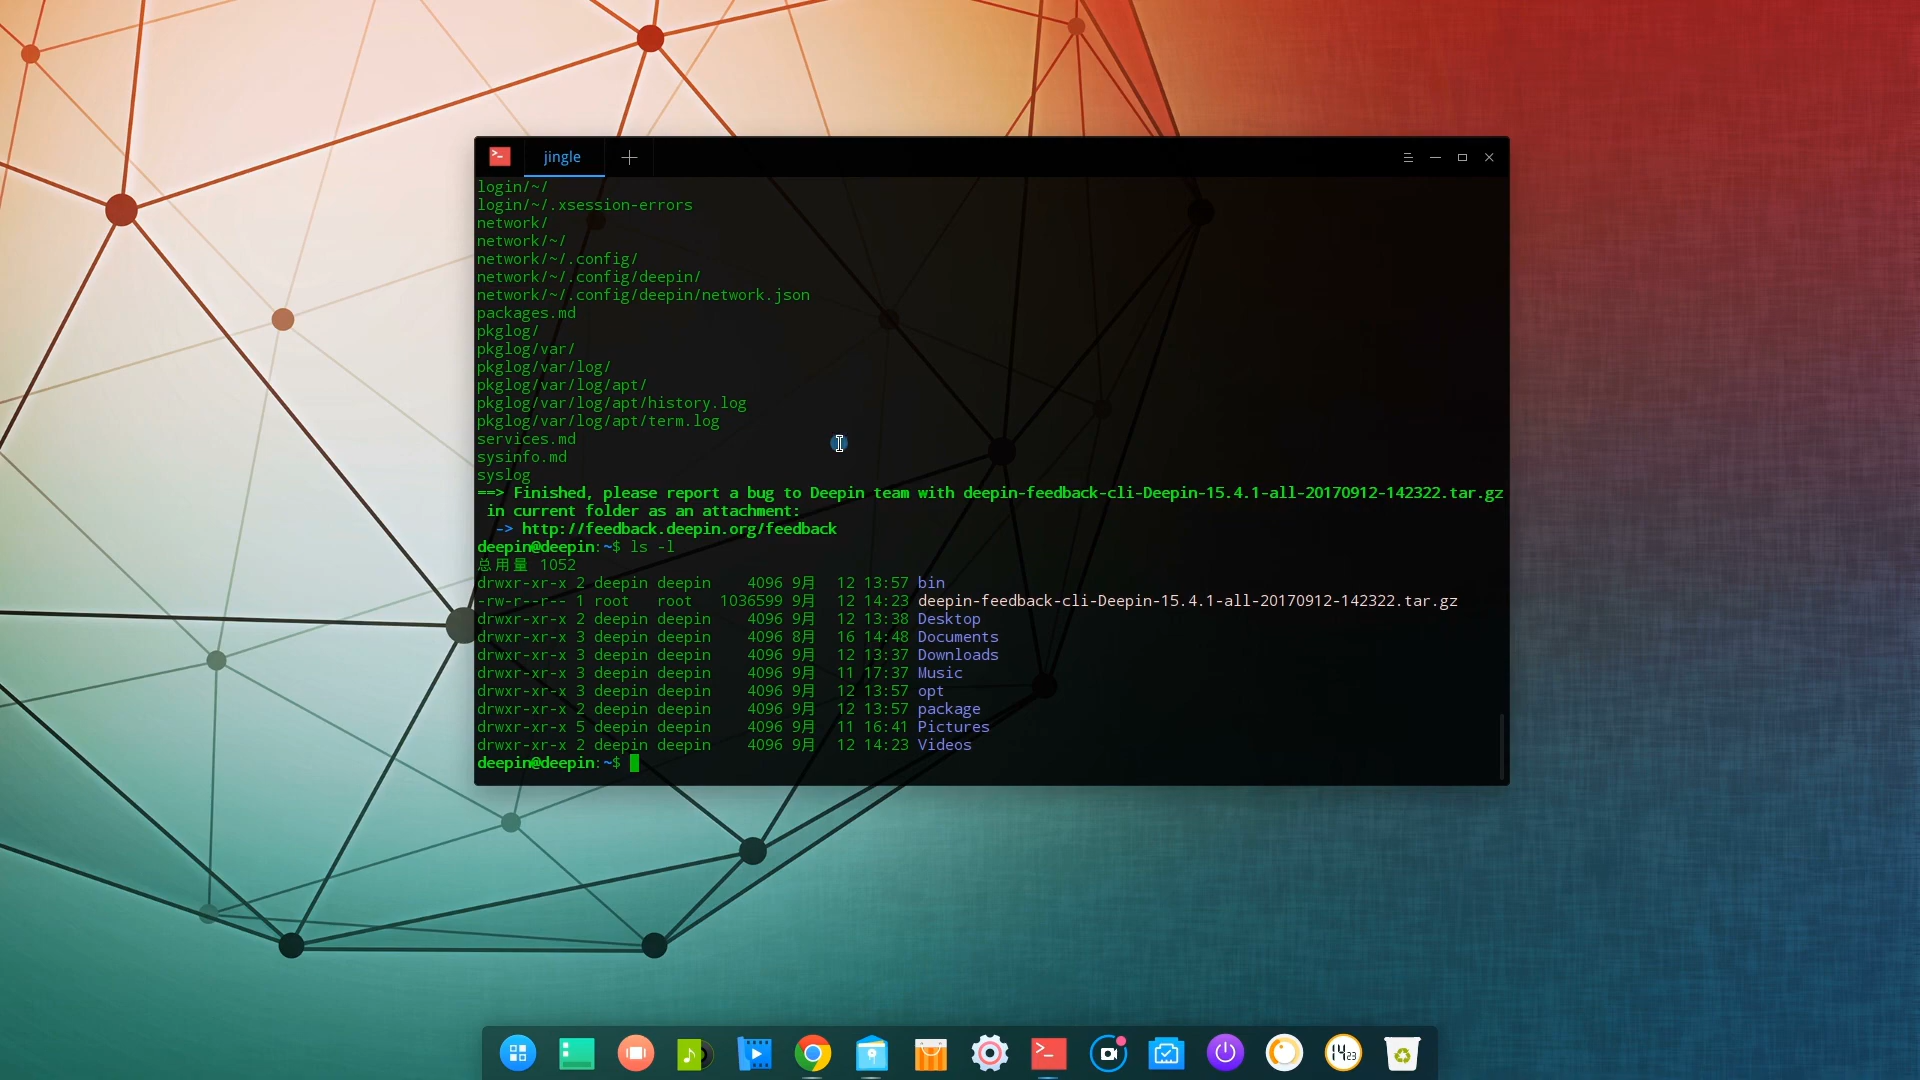 jingle
login/~/
login/~/.xsession-errors
network/
network/~/
network/~/.config/
network/~/.config/deepin/
network/~/.config/deepin/network.json
packages.md
pkglog/
pkglog/var/
pkglog/var/log/
pkglog/var/log/apt/
pkglog/var/log/apt/history.log
pkglog/var/log/apt/term.log
services.md
sysinfo.md
syslog
==> Finished, please report a bug to Deepin team with deepin-feedback-cli-Deepin-15.4.1-all-20170912-142322.tar.gz
in current folder as an attachment:
-> http://feedback.deepin.org/feedback
deepin@deepin:~$ ls -l
总用量 1052
drwxr-xr-x 2 deepin deepin    4096 9月  12 13:57 bin
-rw-r--r-- 1 root   root   1036599 9月  12 14:23 deepin-feedback-cli-Deepin-15.4.1-all-20170912-142322.tar.gz
drwxr-xr-x 2 deepin deepin    4096 9月  12 13:38 Desktop
drwxr-xr-x 3 deepin deepin    4096 8月  16 14:48 Documents
drwxr-xr-x 3 deepin deepin    4096 9月  12 13:37 Downloads
drwxr-xr-x 3 deepin deepin    4096 9月  11 17:37 Music
drwxr-xr-x 3 deepin deepin    4096 9月  12 13:57 opt
drwxr-xr-x 2 deepin deepin    4096 9月  12 13:57 package
drwxr-xr-x 5 deepin deepin    4096 9月  11 16:41 Pictures
drwxr-xr-x 2 deepin deepin    4096 9月  12 14:23 Videos
deepin@deepin:~$
14 23